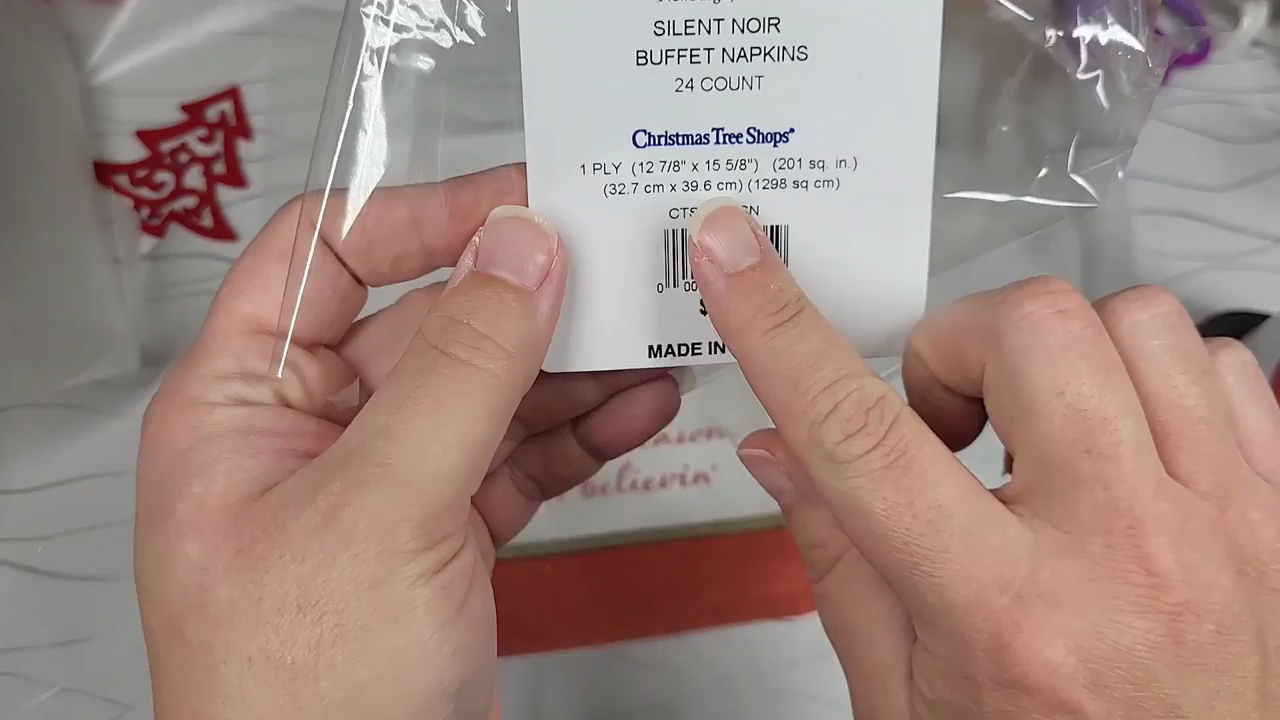 SILENT NOIR
BUFFET NAPKINS
24 COUNT
Christmas Tree Shops®
1 PLY (12 7/8" x 15 5/8") (201 sq. in.)
(32.7 cm x 39.6 cm) (1298 sq cm)
MADE IN
believin'